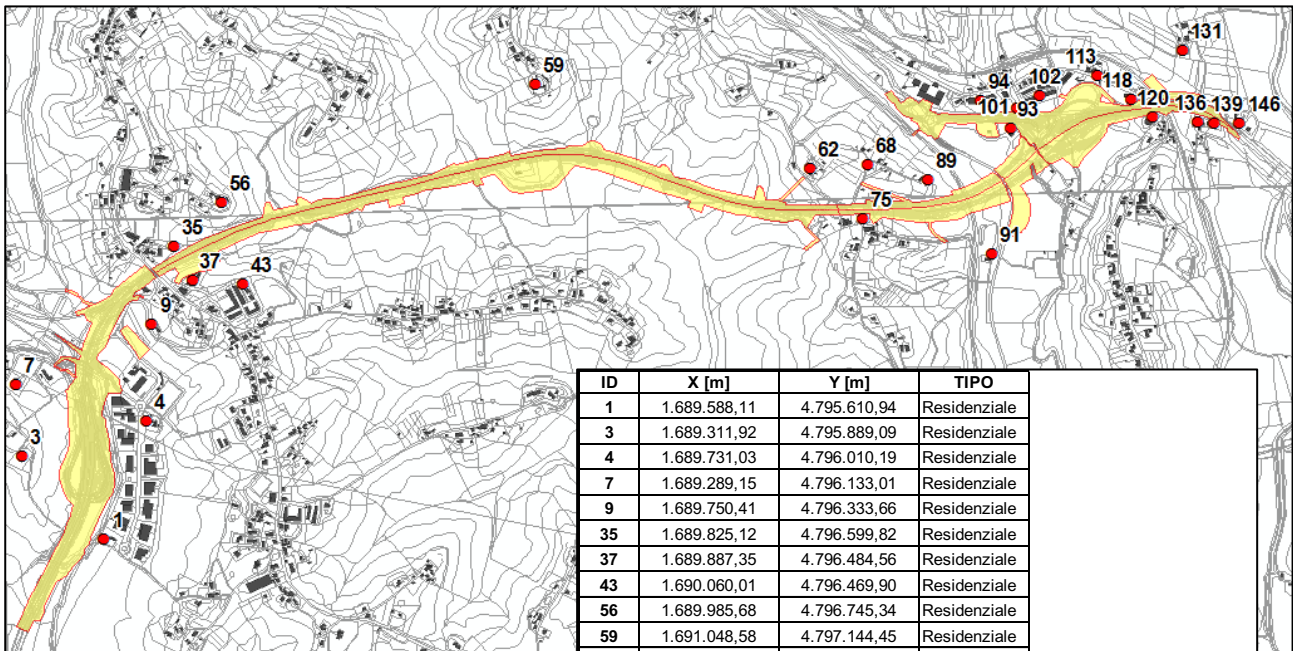 131
113
59
94
102
118
101
93
120
136
139
146
62
68
89
56
75
35
91
37
43
9
7
4
3
1
ID X [m] Y [m] TIPO
1 1.689.588,11 4.795.610,94 Residenziale
3 1.689.311,92 4.795.889,09 Residenziale
4 1.689.731,03 4.796.010,19 Residenziale
7 1.689.289,15 4.796.133,01 Residenziale
9 1.689.750,41 4.796.333,66 Residenziale
35 1.689.825,12 4.796.599,82 Residenziale
37 1.689.887,35 4.796.484,56 Residenziale
43 1.690.060,01 4.796.469,90 Residenziale
56 1.689.985,68 4.796.745,34 Residenziale
59 1.691.048,58 4.797.144,45 Residenziale